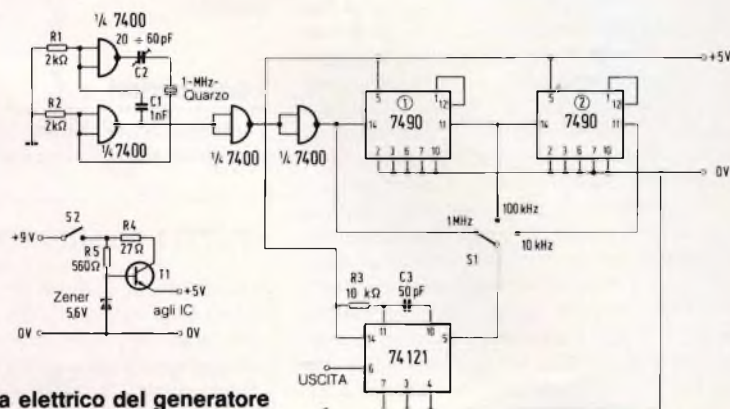 1/4 7400
R1
2kΩ
20 ÷ 60pF
C2
1-MHz-
Quarzo
C1
1nF
R2
2kΩ
1/4 7400
1/4 7400
1/4 7400
+5V
5
①
1
12
7490
14
11
2 3 6 7 10
5
②
1
12
7490
14
11
2 3 6 7 10
0V
100 kHz
1MHz
10 kHz
S1
S2
+9V
R4
27Ω
R5
560Ω
T1
Zener
5,6V
+5V
agli IC
0V
0V
R3
10 kΩ
C3
50 pF
14
11
10
5
74121
6
USCITA
7 3 4
a elettrico del generatore